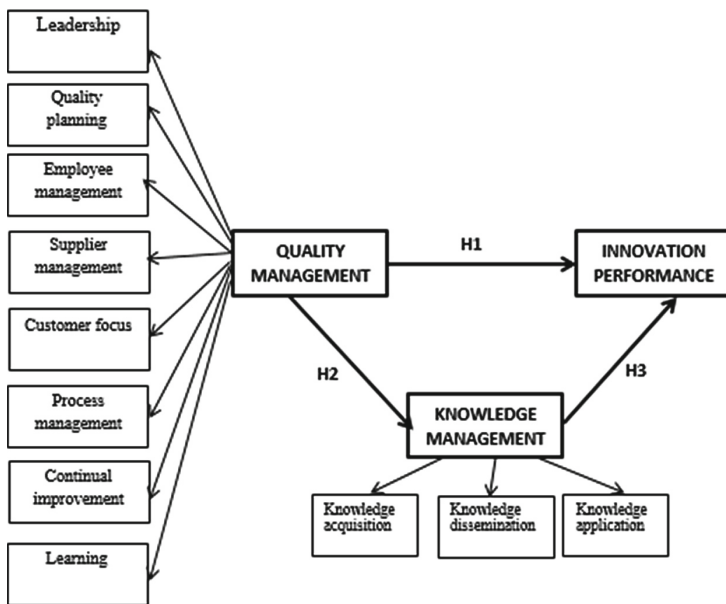 Leadership
Quality
planning
Employee
management
Supplier
management
Customer focus
Process
management
Continual
improvement
Learning
QUALITY
MANAGEMENT
H1
INNOVATION
PERFORMANCE
H2
H3
KNOWLEDGE
MANAGEMENT
Knowledge
acquisition
Knowledge
dissemination
Knowledge
application